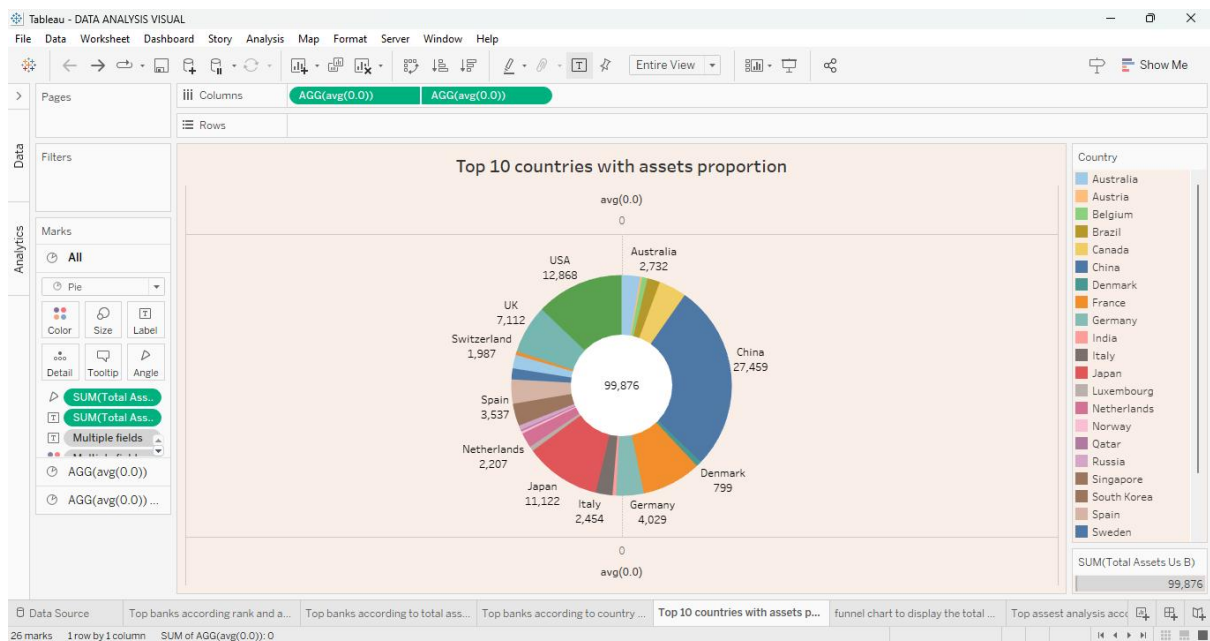 Tableau - DATA ANALYSIS VISUAL
File Data Worksheet Dashboard Story Analysis Map Format Server Window Help
Entire View
Show Me
Pages
Columns
AGG(avg(0.0))
AGG(avg(0.0))
Rows
Data
Analytics
Filters
Marks
All
Pie
Color Size Label
Detail Tooltip Angle
SUM(Total Ass..
T SUM(Total Ass..
T Multiple fields
AGG(avg(0.0))
AGG(avg(0.0)) ...
Top 10 countries with assets proportion
avg(0.0)
0
Australia
2,732
USA
12,868
UK
7,112
Switzerland
1,987
China
27,459
99,876
Spain
3,537
Netherlands
2,207
Denmark
799
Japan
11,122
Italy
2,454
Germany
4,029
0
avg(0.0)
Country
Australia
Austria
Belgium
Brazil
Canada
China
Denmark
France
Germany
India
Italy
Japan
Luxembourg
Netherlands
Norway
Qatar
Russia
Singapore
South Korea
Spain
Sweden
SUM(Total Assets Us B)
99,876
Data Source
Top banks according rank and a...
Top banks according to total ass...
Top banks according to country ...
Top 10 countries with assets p...
funnel chart to display the total ...
Top assest analysis acc
26 marks 1 row by 1 column SUM of AGG(avg(0.0)): 0